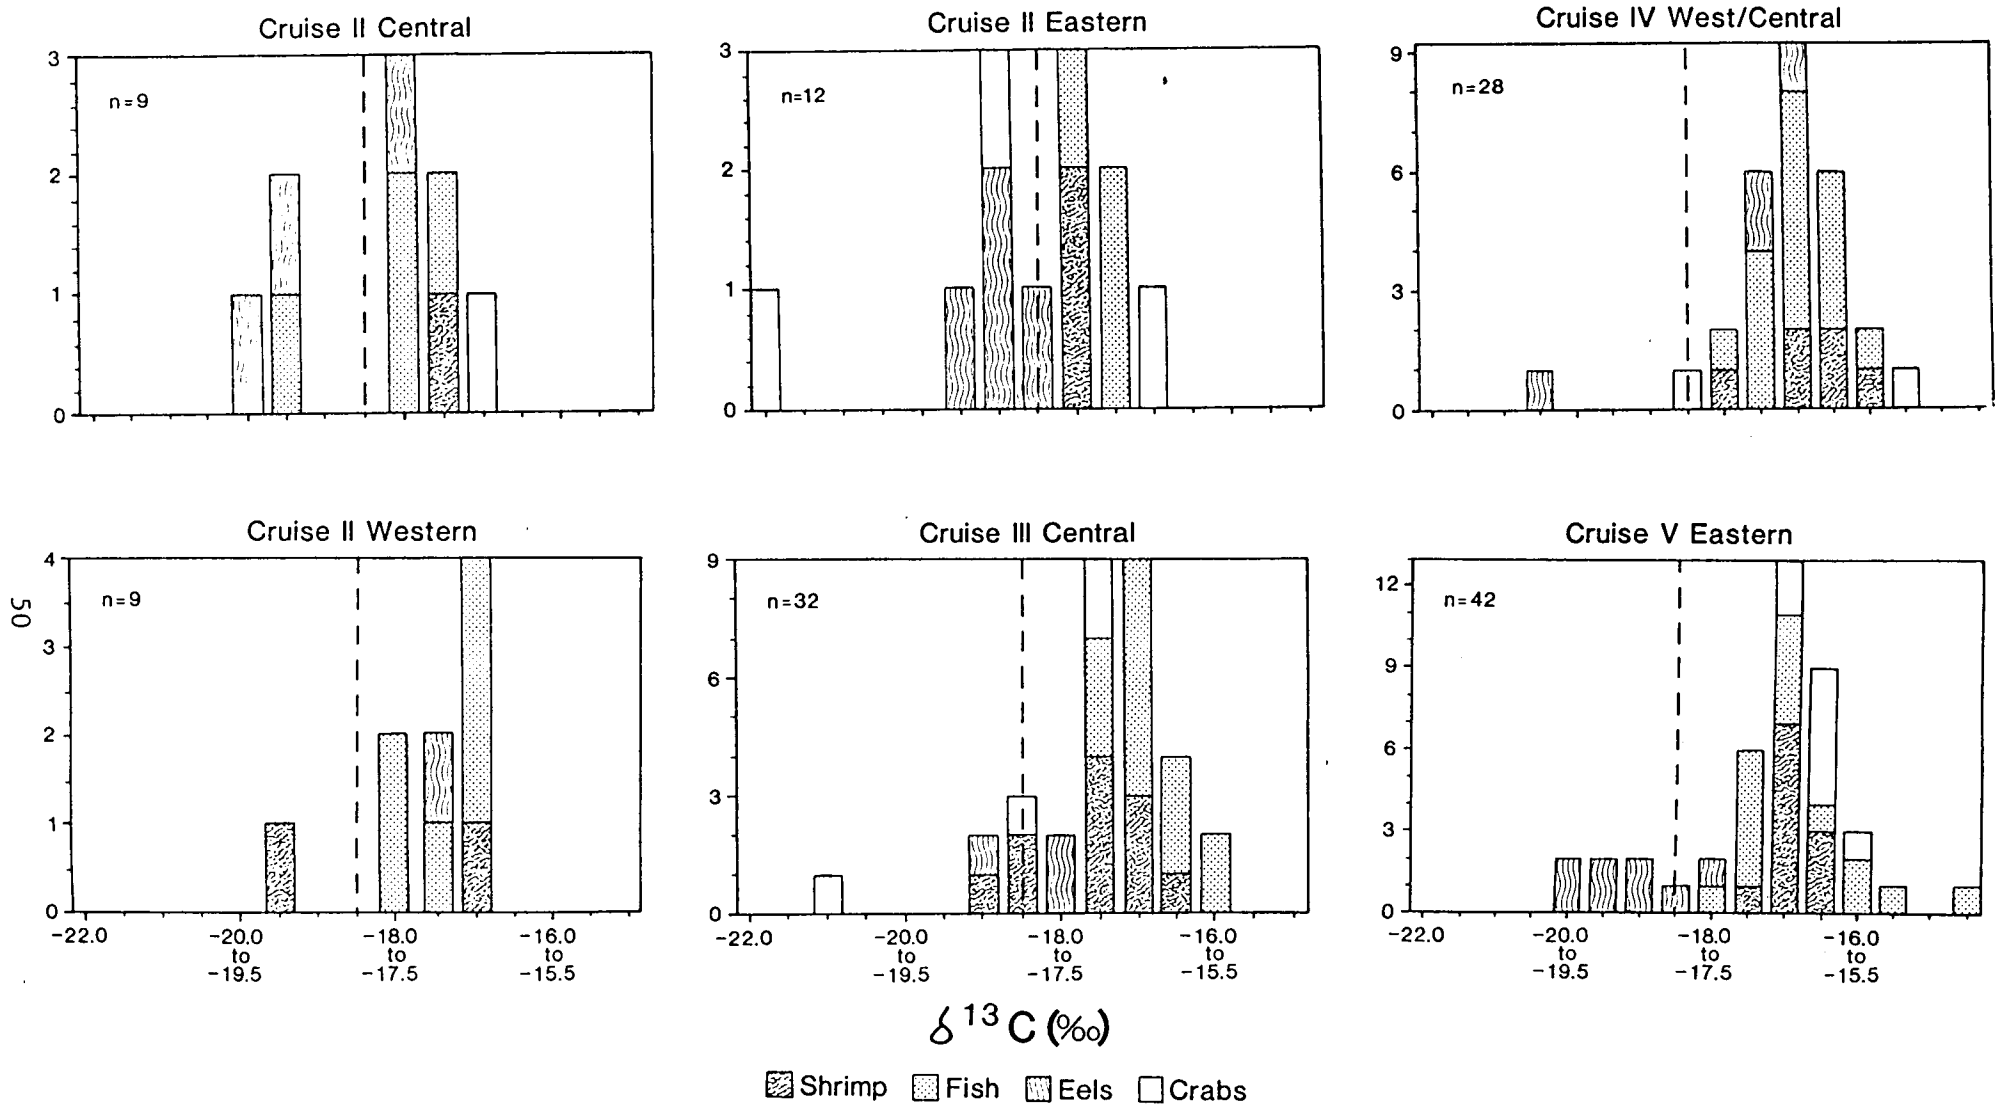 Cruise II Central
3
2
1
0
n=9
Cruise II Eastern
3
2
1
0
n=12
Cruise IV West/Central
9
6
3
0
n=28
Cruise II Western
4
3
2
1
0
n=9
-22.0
-20.0
to
-19.5
-18.0
to
-17.5
-16.0
to
-15.5
Cruise III Central
9
6
3
0
n=32
-22.0
-20.0
to
-19.5
-18.0
to
-17.5
-16.0
to
-15.5
Cruise V Eastern
12
9
6
3
0
n=42
-22.0
-20.0
to
-19.5
-18.0
to
-17.5
-16.0
to
-15.5
50
δ 13 C (‰)
Shrimp Fish Eels Crabs